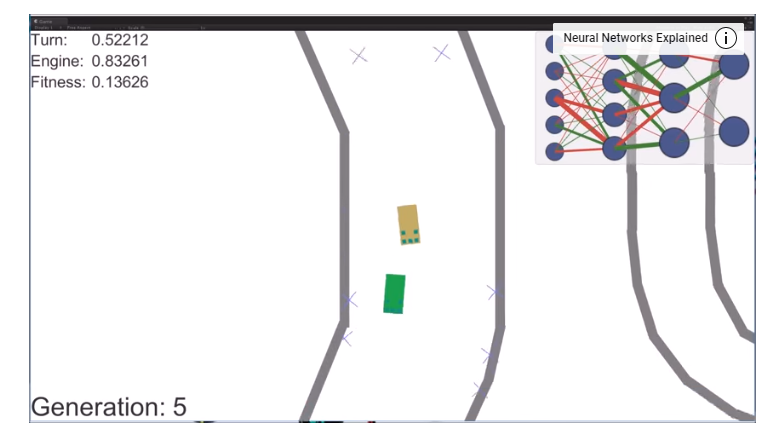 Turn: 0.52212
Engine: 0.83261
Fitness: 0.13626
Neural Networks Explained
Generation: 5